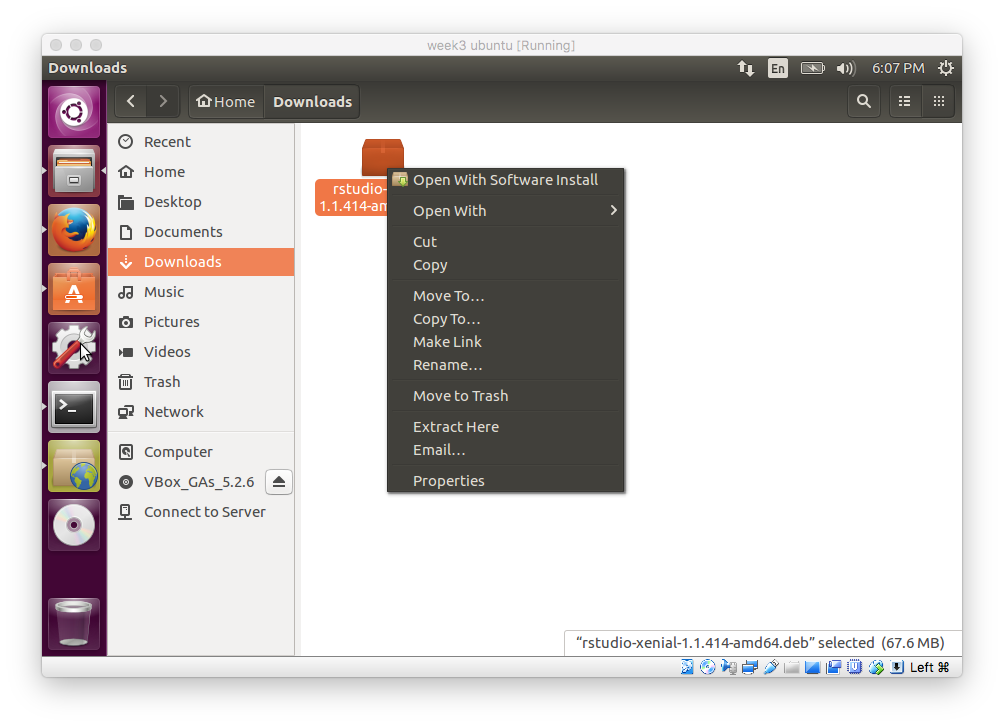 week3 ubuntu [Running]
Downloads
En
6:07 PM
Home
Downloads
Recent
Home
Desktop
Documents
Downloads
Music
Pictures
Videos
Trash
Network
Computer
VBox_GAs_5.2.6
Connect to Server
rstudio-
1.1.414-am
Open With Software Install
Open With
Cut
Copy
Move To…
Copy To…
Make Link
Rename…
Move to Trash
Extract Here
Email…
Properties
“rstudio-xenial-1.1.414-amd64.deb” selected (67.6 MB)
Left ⌘